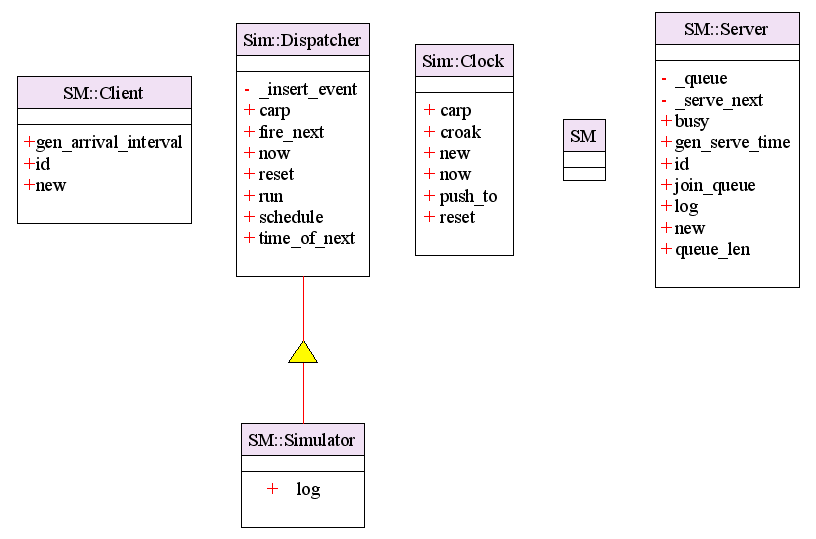 SM::Client
+gen_arrival_interval
+id
+new
Sim::Dispatcher
- _insert_event
+ carp
+ fire_next
+ now
+ reset
+ run
+ schedule
+ time_of_next
Sim::Clock
+ carp
+ croak
+ new
+ now
+ push_to
+ reset
SM
SM::Server
- _queue
- _serve_next
+ busy
+ gen_serve_time
+ id
+ join_queue
+ log
+ new
+ queue_len
SM::Simulator
+ log